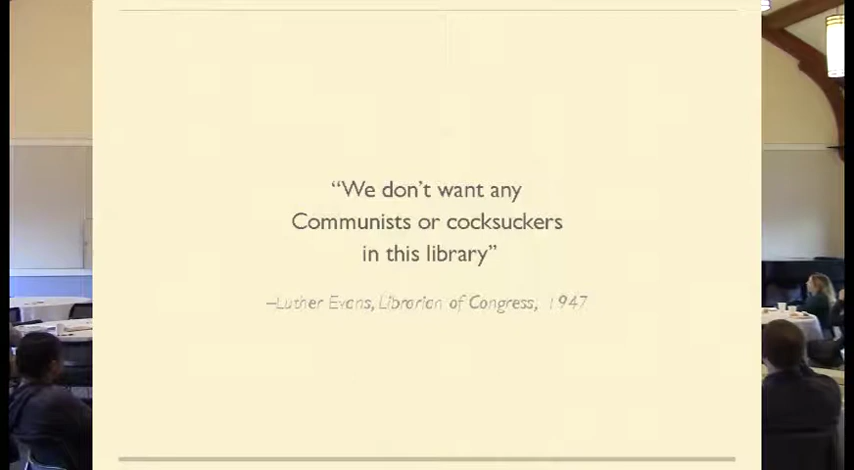 “We don’t want any
Communists or cocksuckers
in this library”
–Luther Evans, Librarian of Congress, 1947